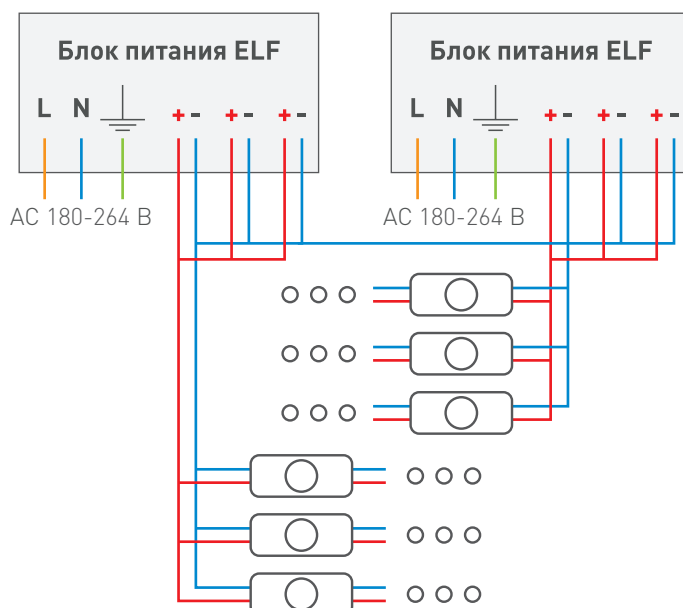 Блок питания ELF
L N + - + - + -
AC 180-264 В
Блок питания ELF
L N + - + - + -
AC 180-264 В